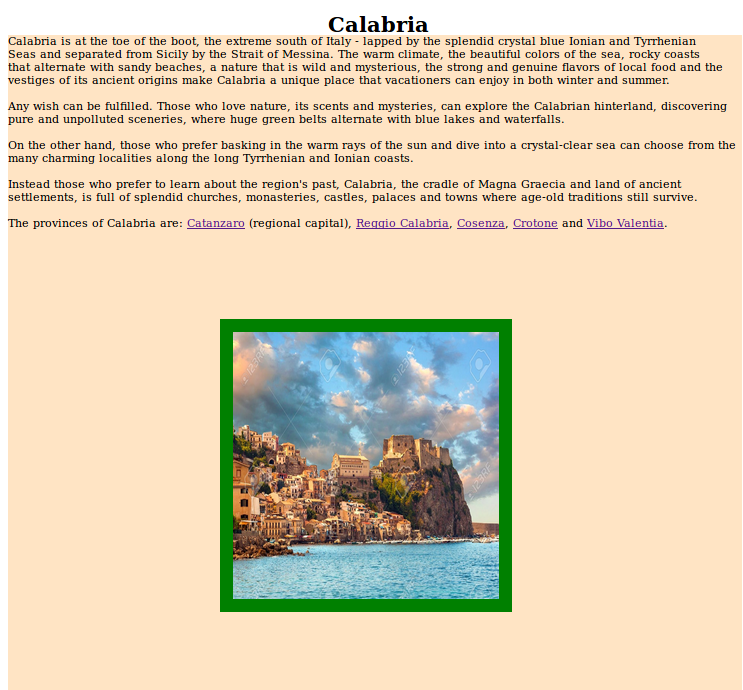 Calabria
Calabria is at the toe of the boot, the extreme south of Italy - lapped by the splendid crystal blue Ionian and Tyrrhenian
Seas and separated from Sicily by the Strait of Messina. The warm climate, the beautiful colors of the sea, rocky coasts
that alternate with sandy beaches, a nature that is wild and mysterious, the strong and genuine flavors of local food and the
vestiges of its ancient origins make Calabria a unique place that vacationers can enjoy in both winter and summer.
Any wish can be fulfilled. Those who love nature, its scents and mysteries, can explore the Calabrian hinterland, discovering
pure and unpolluted sceneries, where huge green belts alternate with blue lakes and waterfalls.
On the other hand, those who prefer basking in the warm rays of the sun and dive into a crystal-clear sea can choose from the
many charming localities along the long Tyrrhenian and Ionian coasts.
Instead those who prefer to learn about the region's past, Calabria, the cradle of Magna Graecia and land of ancient
settlements, is full of splendid churches, monasteries, castles, palaces and towns where age-old traditions still survive.
The provinces of Calabria are: Catanzaro (regional capital), Reggio Calabria, Cosenza, Crotone and Vibo Valentia.